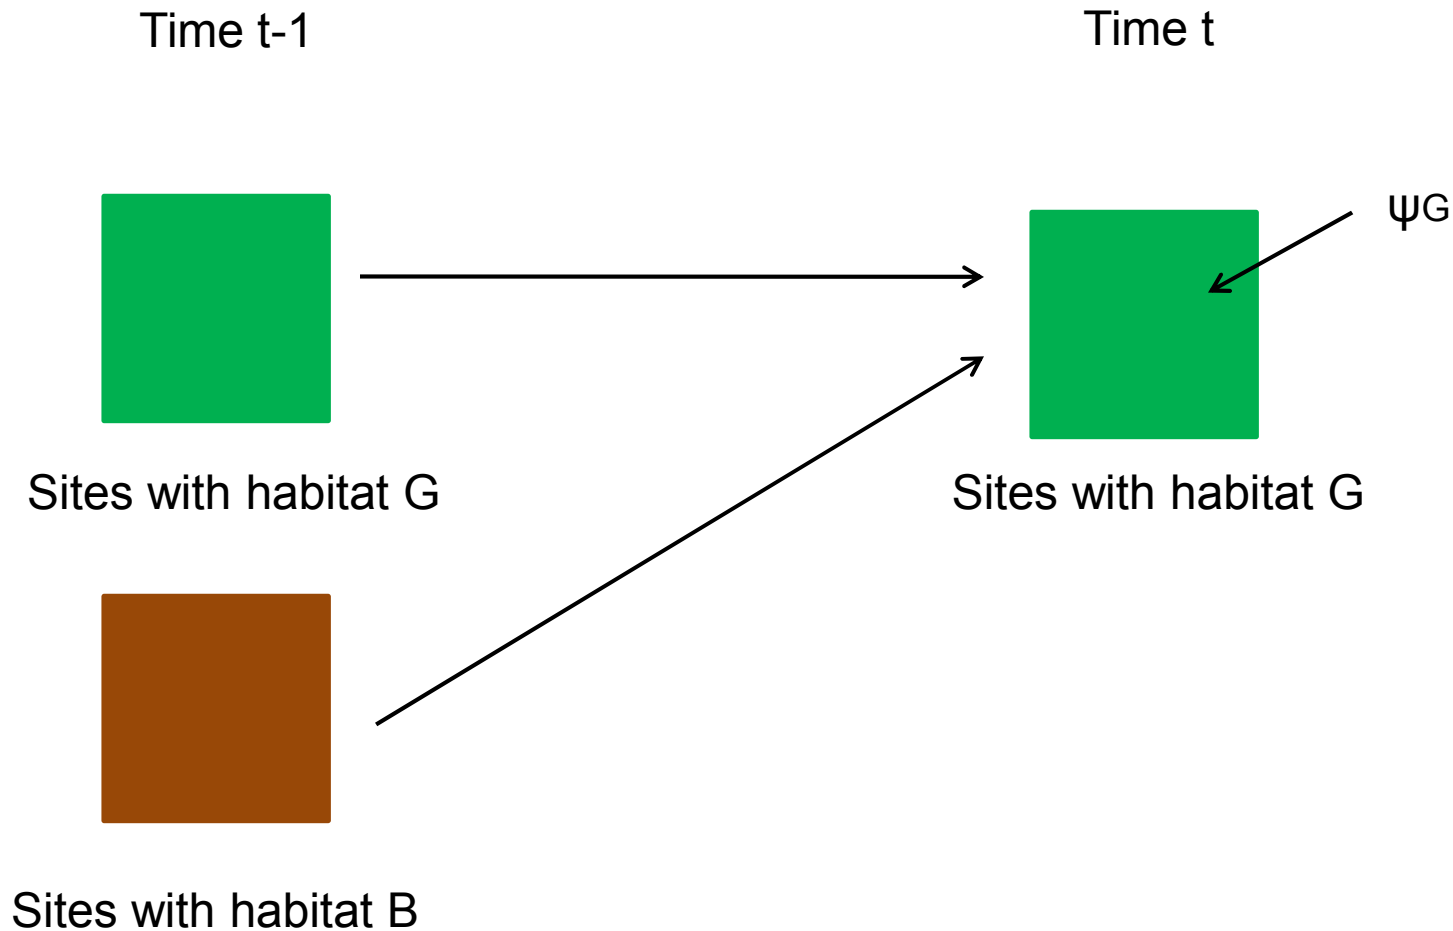 Time t-1
Time t
ψG
Sites with habitat G
Sites with habitat G
Sites with habitat B